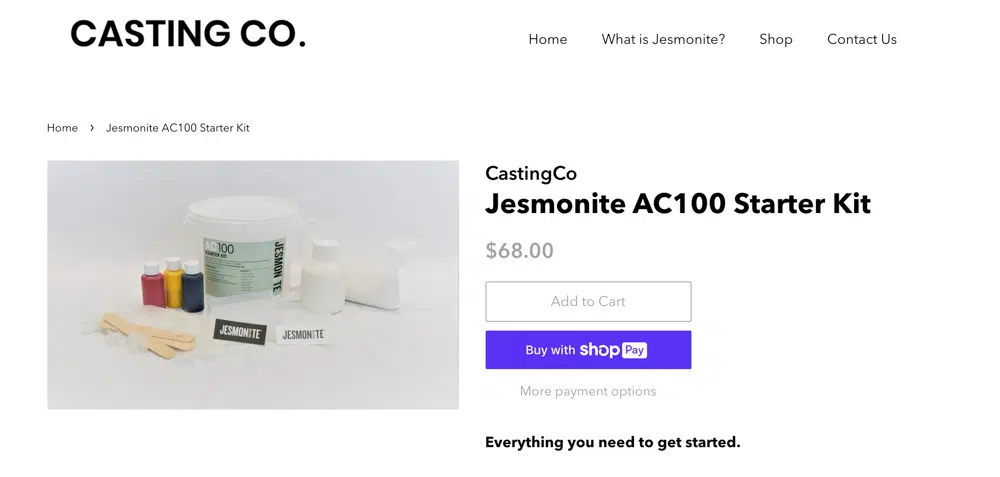 CASTING CO.
Home What is Jesmonite? Shop Contact Us
Home › Jesmonite AC100 Starter Kit
CastingCo
Jesmonite AC100 Starter Kit
$68.00
Add to Cart
Buy with shop Pay
More payment options
Everything you need to get started.
AC100
STARTER KIT
JESMONITE
JESMONITE